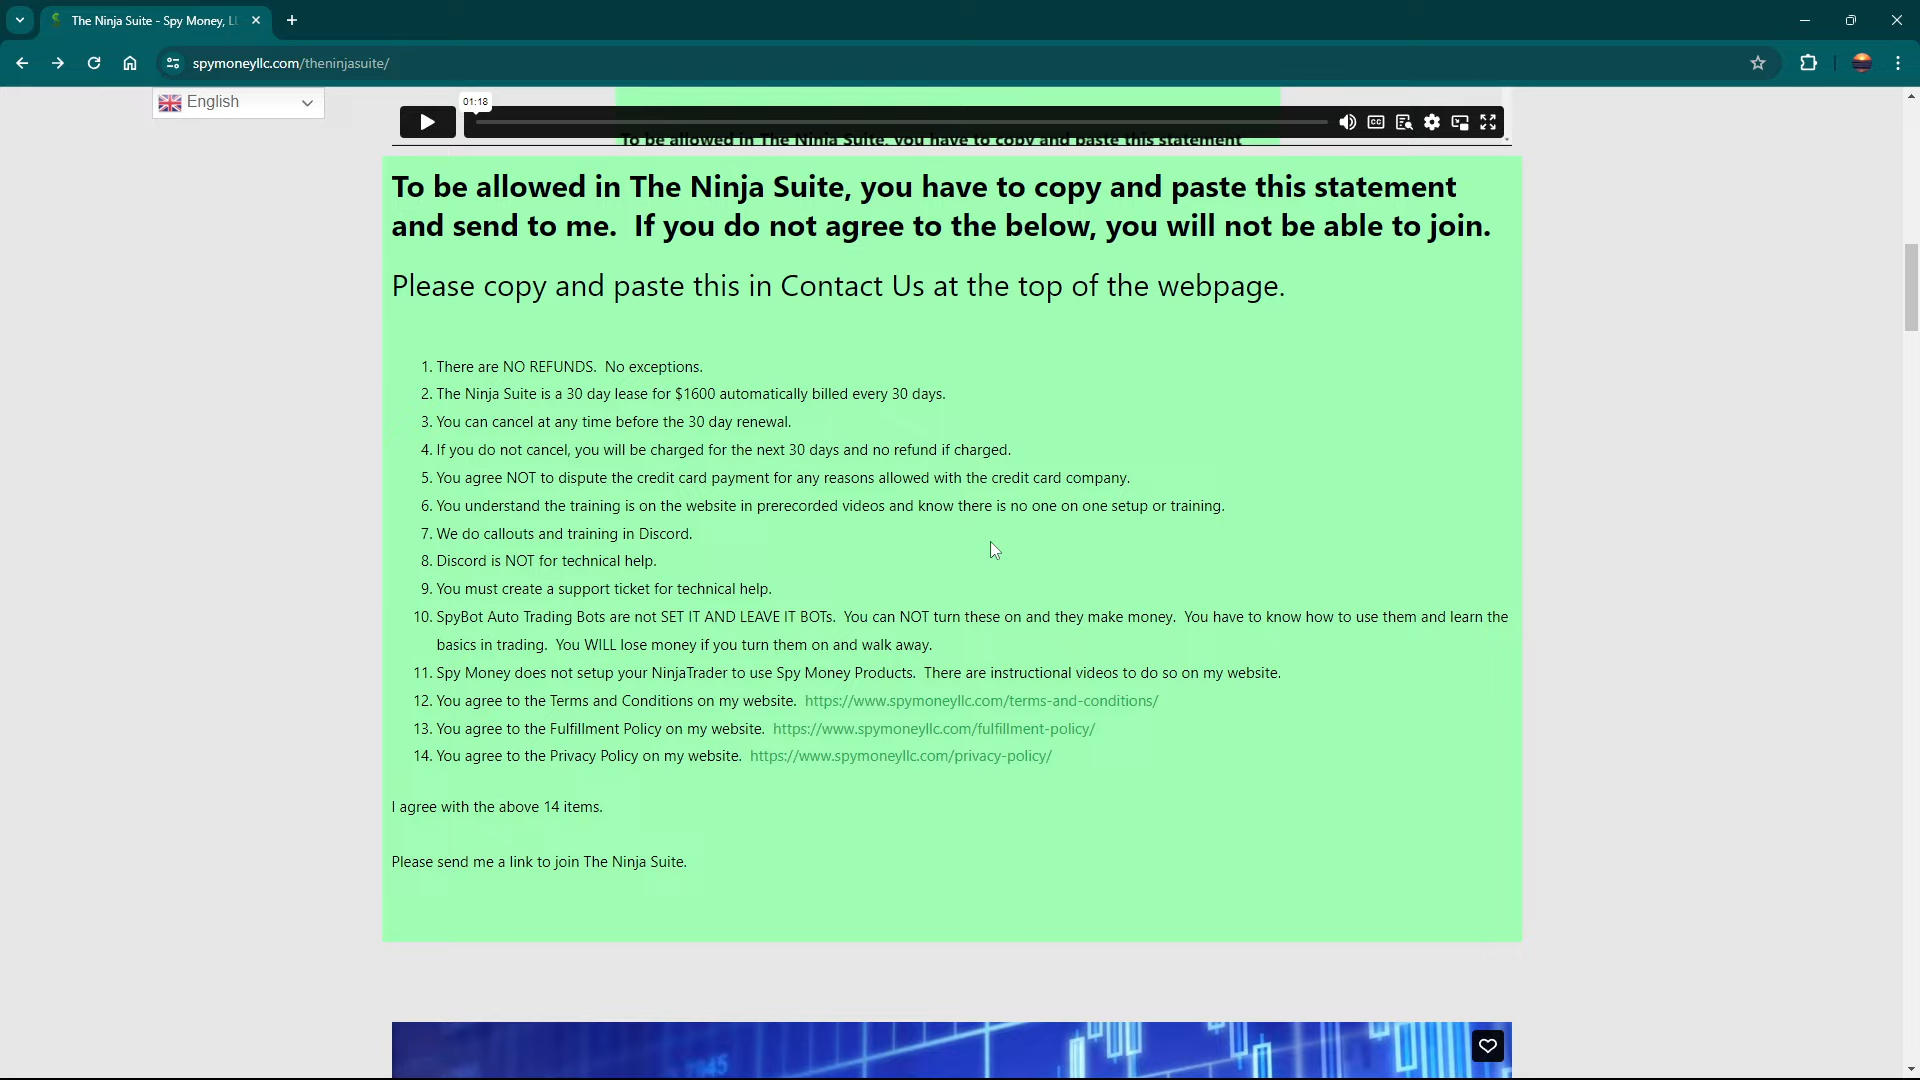 The Ninja Suite - Spy Money, LL
spymoneyllc.com/theninjasuite/
English
01:18
To be allowed in The Ninja Suite, you have to copy and paste this statement
To be allowed in The Ninja Suite, you have to copy and paste this statement
and send to me.  If you do not agree to the below, you will not be able to join.
Please copy and paste this in Contact Us at the top of the webpage.
1. There are NO REFUNDS.  No exceptions.
2. The Ninja Suite is a 30 day lease for $1600 automatically billed every 30 days.
3. You can cancel at any time before the 30 day renewal.
4. If you do not cancel, you will be charged for the next 30 days and no refund if charged.
5. You agree NOT to dispute the credit card payment for any reasons allowed with the credit card company.
6. You understand the training is on the website in prerecorded videos and know there is no one on one setup or training.
7. We do callouts and training in Discord.
8. Discord is NOT for technical help.
9. You must create a support ticket for technical help.
10. SpyBot Auto Trading Bots are not SET IT AND LEAVE IT BOTs.  You can NOT turn these on and they make money.  You have to know how to use them and learn the
basics in trading.  You WILL lose money if you turn them on and walk away.
11. Spy Money does not setup your NinjaTrader to use Spy Money Products.  There are instructional videos to do so on my website.
12. You agree to the Terms and Conditions on my website.  https://www.spymoneyllc.com/terms-and-conditions/
13. You agree to the Fulfillment Policy on my website.  https://www.spymoneyllc.com/fulfillment-policy/
14. You agree to the Privacy Policy on my website.  https://www.spymoneyllc.com/privacy-policy/
I agree with the above 14 items.
Please send me a link to join The Ninja Suite.